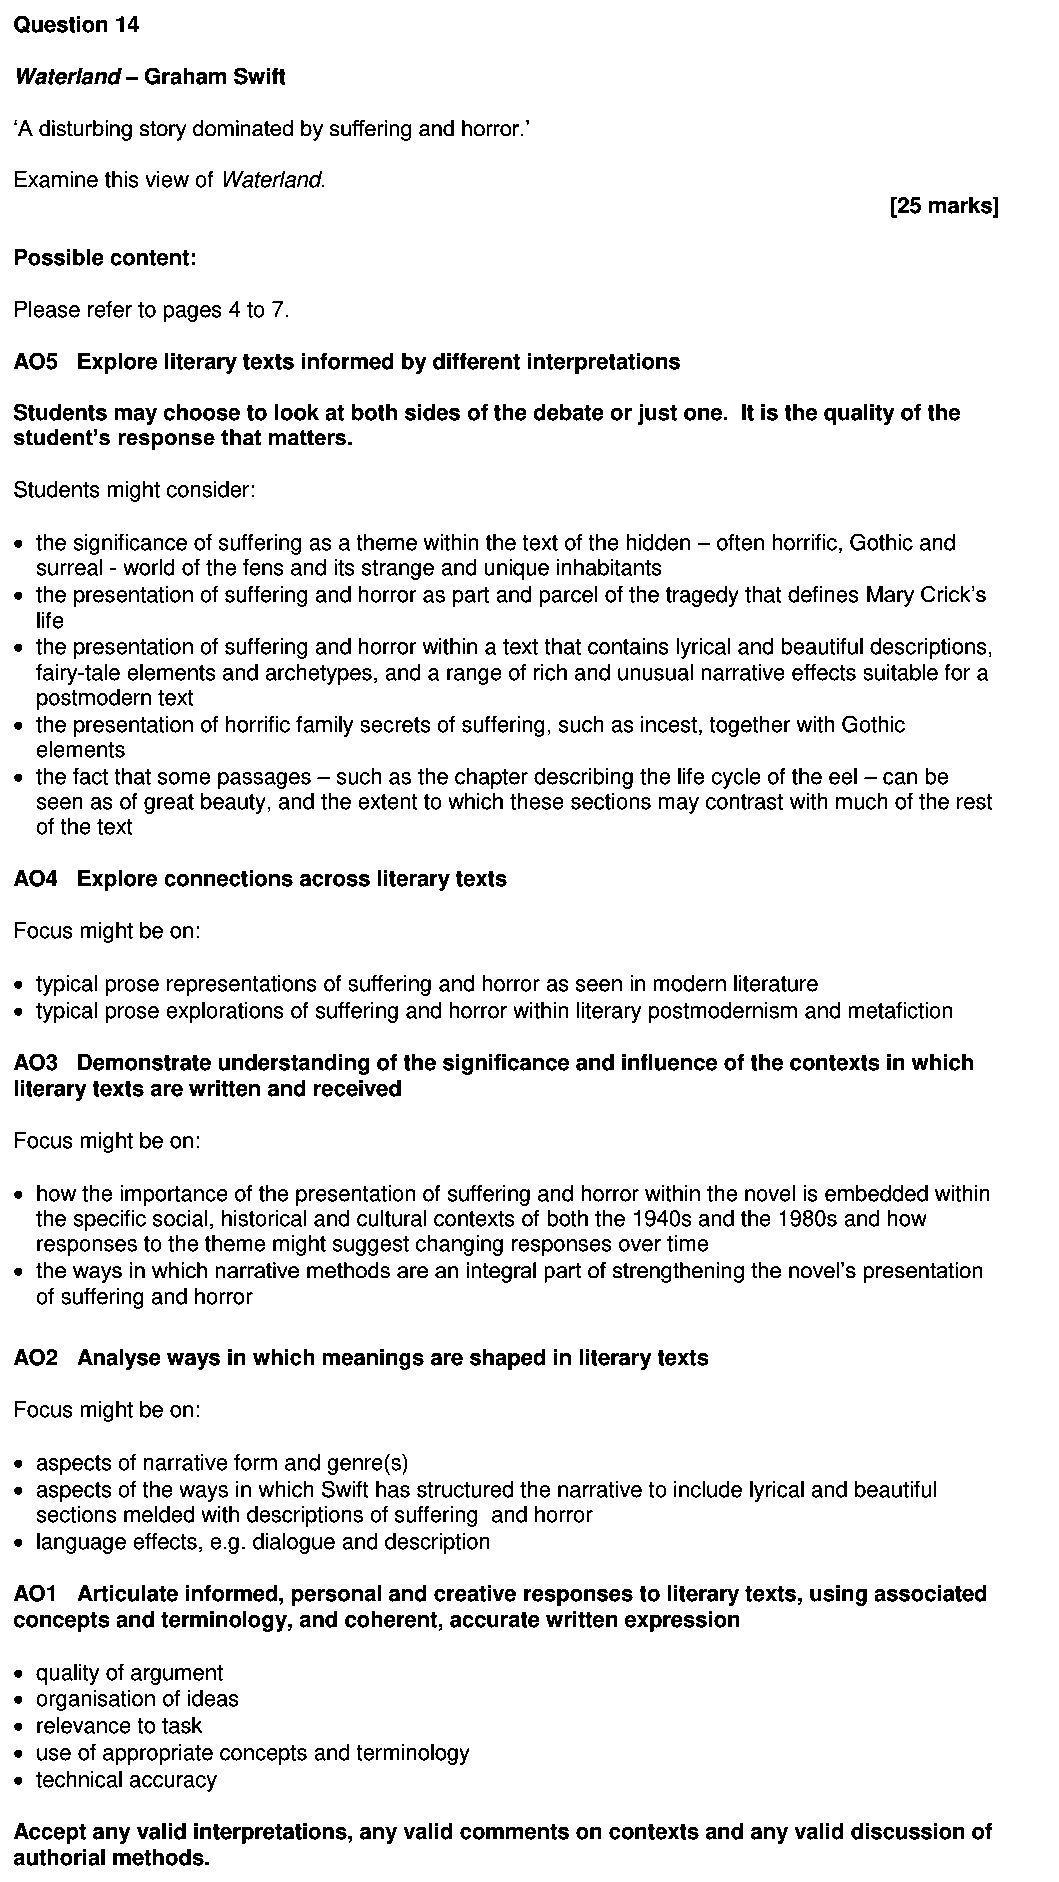 Question 14
Waterland – Graham Swift
‘A disturbing story dominated by suffering and horror.’
Examine this view of Waterland.
[25 marks]
Possible content:
Please refer to pages 4 to 7.
AO5 Explore literary texts informed by different interpretations
Students may choose to look at both sides of the debate or just one. It is the quality of the
student’s response that matters.
Students might consider:
• the significance of suffering as a theme within the text of the hidden – often horrific, Gothic and
surreal - world of the fens and its strange and unique inhabitants
• the presentation of suffering and horror as part and parcel of the tragedy that defines Mary Crick’s
life
• the presentation of suffering and horror within a text that contains lyrical and beautiful descriptions,
fairy-tale elements and archetypes, and a range of rich and unusual narrative effects suitable for a
postmodern text
• the presentation of horrific family secrets of suffering, such as incest, together with Gothic
elements
• the fact that some passages – such as the chapter describing the life cycle of the eel – can be
seen as of great beauty, and the extent to which these sections may contrast with much of the rest
of the text
AO4 Explore connections across literary texts
Focus might be on:
• typical prose representations of suffering and horror as seen in modern literature
• typical prose explorations of suffering and horror within literary postmodernism and metafiction
AO3 Demonstrate understanding of the significance and influence of the contexts in which
literary texts are written and received
Focus might be on:
• how the importance of the presentation of suffering and horror within the novel is embedded within
the specific social, historical and cultural contexts of both the 1940s and the 1980s and how
responses to the theme might suggest changing responses over time
• the ways in which narrative methods are an integral part of strengthening the novel’s presentation
of suffering and horror
AO2 Analyse ways in which meanings are shaped in literary texts
Focus might be on:
• aspects of narrative form and genre(s)
• aspects of the ways in which Swift has structured the narrative to include lyrical and beautiful
sections melded with descriptions of suffering and horror
• language effects, e.g. dialogue and description
AO1 Articulate informed, personal and creative responses to literary texts, using associated
concepts and terminology, and coherent, accurate written expression
• quality of argument
• organisation of ideas
• relevance to task
• use of appropriate concepts and terminology
• technical accuracy
Accept any valid interpretations, any valid comments on contexts and any valid discussion of
authorial methods.